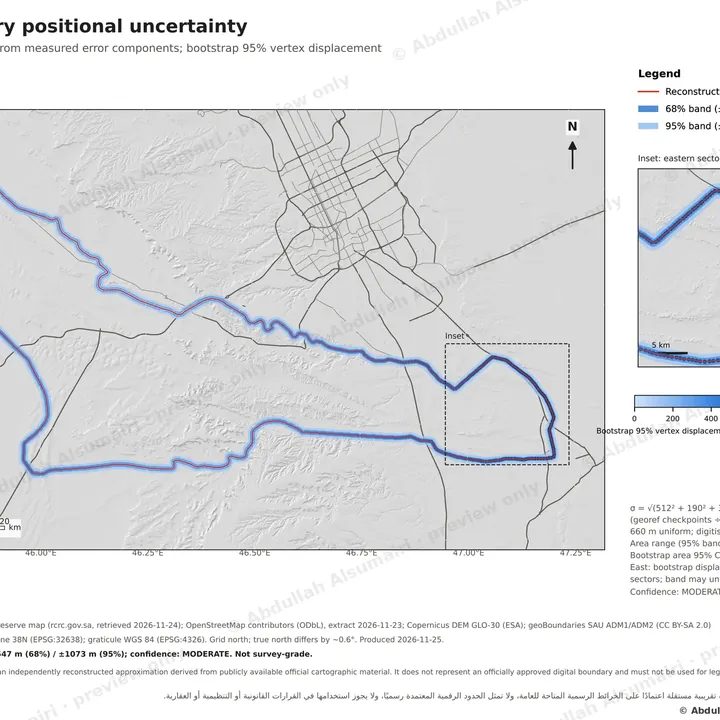 ry positional uncertainty
from measured error components; bootstrap 95% vertex displacement
© Abdullah
Legend
Reconstruct
68% band (±
95% band (±
N
Inset: eastern secto
Inset
5 km
0 200 400
Bootstrap 95% vertex displacem
20
km
46.00°E 46.25°E 46.5°E 46.75°E 47.00°E 47.25°E
σ = √(512² + 190² +
(georef checkpoints ÷
660 m uniform; digitis
Area range (95% band
Bootstrap area 95% C
East: bootstrap displa
sectors; band may un
Confidence: MODERAT
eserve map (rcrc.gov.sa, retrieved 2026-11-24); OpenStreetMap contributors (ODbL), extract 2026-11-23; Copernicus DEM GLO-30 (ESA); geoBoundaries SAU ADM1/ADM2 (CC BY-SA 2.0)
ne 38N (EPSG:32638); graticule WGS 84 (EPSG:4326). Grid north; true north differs by ~0.6°. Produced 2026-11-25.
547 m (68%) / ±1073 m (95%); confidence: MODERATE. Not survey-grade.
an independently reconstructed approximation derived from publicly available official cartographic material. It does not represent an officially approved digital boundary and must not be used for leg
تقريبية مستقلة اعتمادًا على الخرائط الرسمية المتاحة للعامة، ولا تمثل الحدود الرقمية المعتمدة رسميًا، ولا يجوز استخدامها في القرارات القانونية أو التنظيمية أو العقارية.
© Abdul
Abdullah Alsumairi · preview only